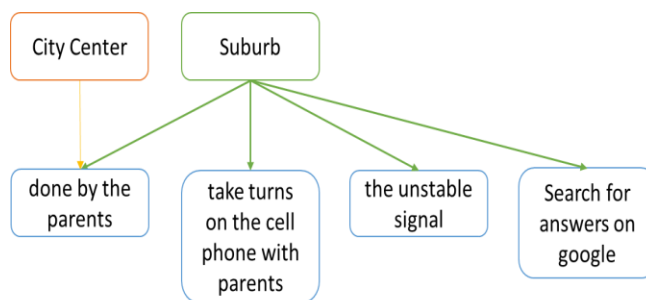 City Center
Suburb
done by the
parents
take turns
on the cell
phone with
parents
the unstable
signal
Search for
answers on
google